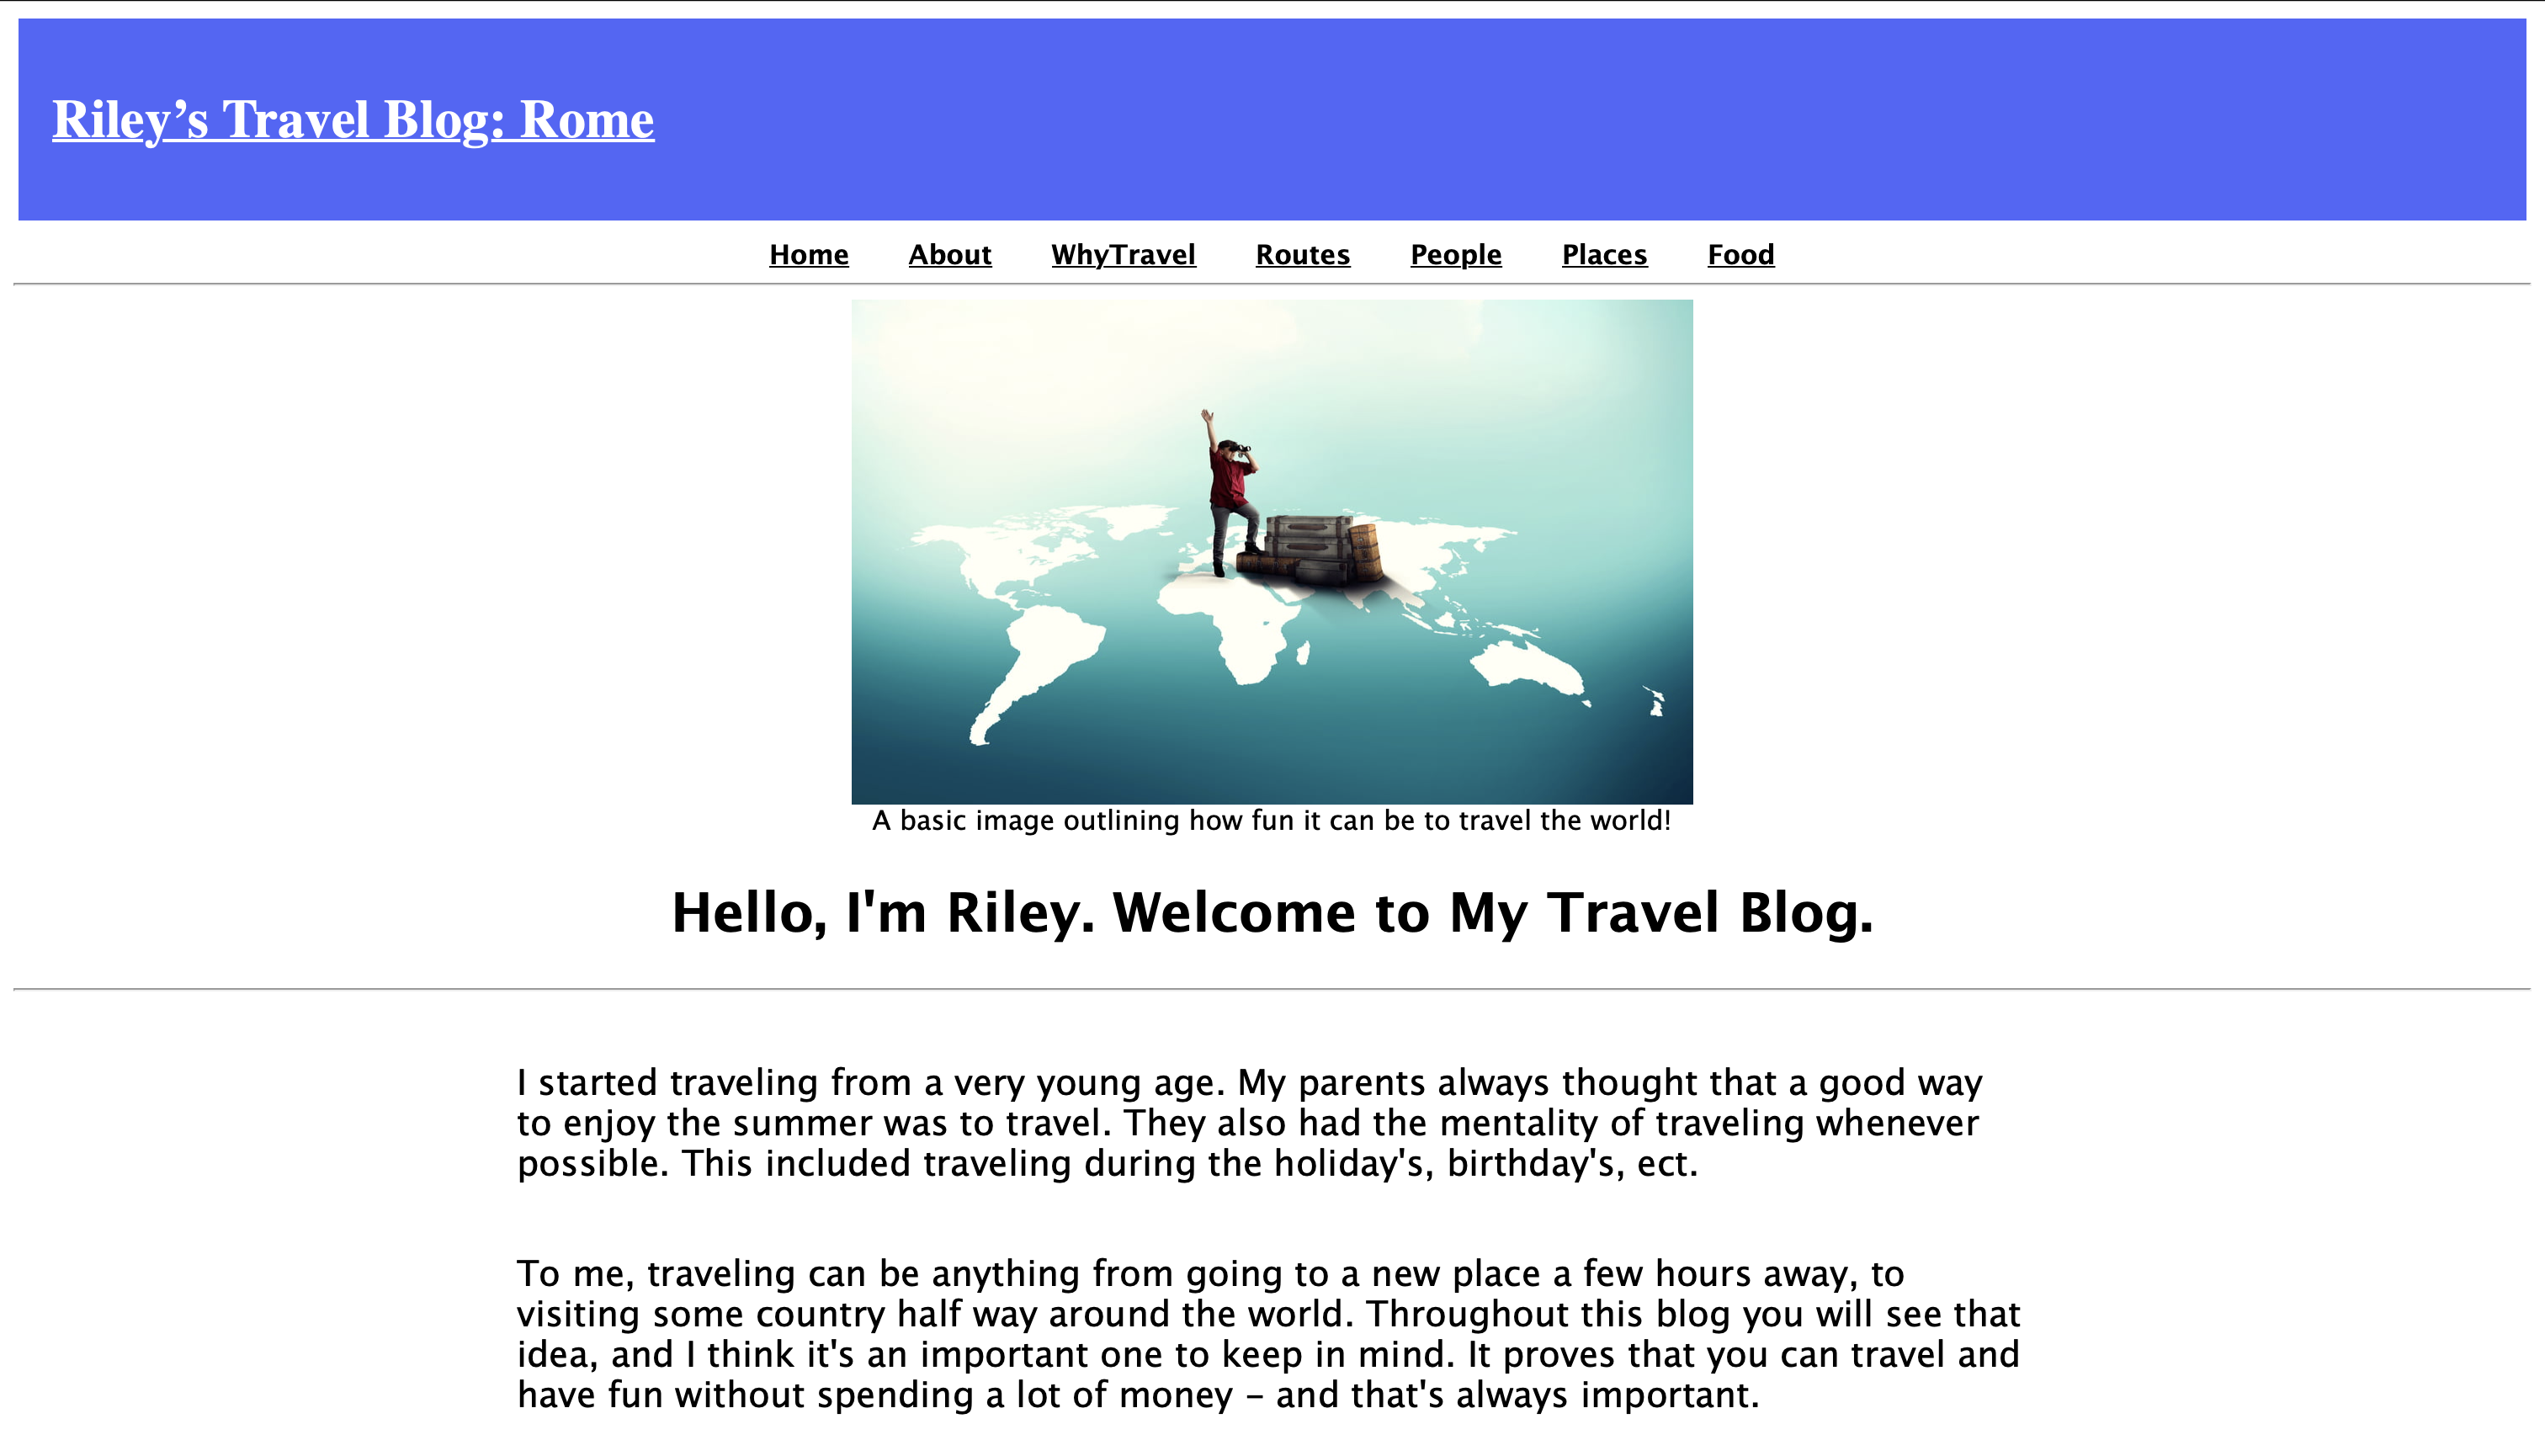 Riley’s Travel Blog: Rome
Home About WhyTravel Routes People Places Food
A basic image outlining how fun it can be to travel the world!
Hello, I'm Riley. Welcome to My Travel Blog.
I started traveling from a very young age. My parents always thought that a good way
to enjoy the summer was to travel. They also had the mentality of traveling whenever
possible. This included traveling during the holiday's, birthday's, ect.
To me, traveling can be anything from going to a new place a few hours away, to
visiting some country half way around the world. Throughout this blog you will see that
idea, and I think it's an important one to keep in mind. It proves that you can travel and
have fun without spending a lot of money – and that's always important.